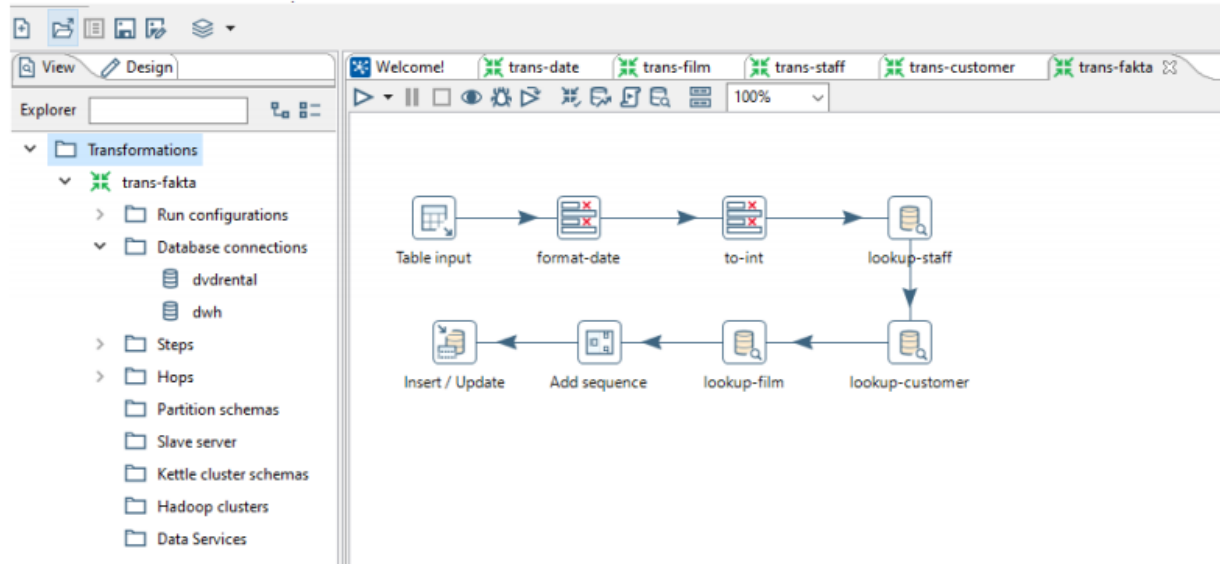 View Design
Welcome! trans-date trans-film trans-staff trans-customer trans-fakta
Explorer
100%
Transformations
trans-fakta
Run configurations
Database connections
dvdrental
dwh
Steps
Hops
Partition schemas
Slave server
Kettle cluster schemas
Hadoop clusters
Data Services
Table input format-date to-int lookup-staff
Insert / Update Add sequence lookup-film lookup-customer